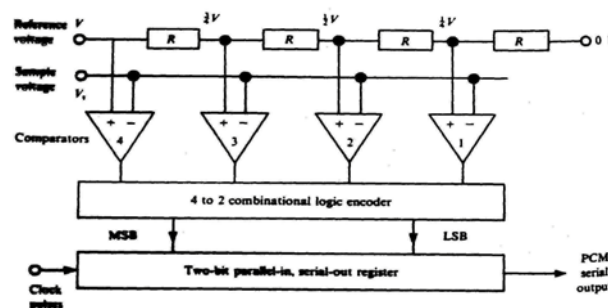 Reference V ¾V ½V ¼V
voltage R R R R 0
Sample
voltage
Vs
+ − + − + − + −
Comparators 4 3 2 1
4 to 2 combinational logic encoder
MSB LSB
Two-bit parallel-in, serial-out register
PCM
serial
output
Clock
pulses